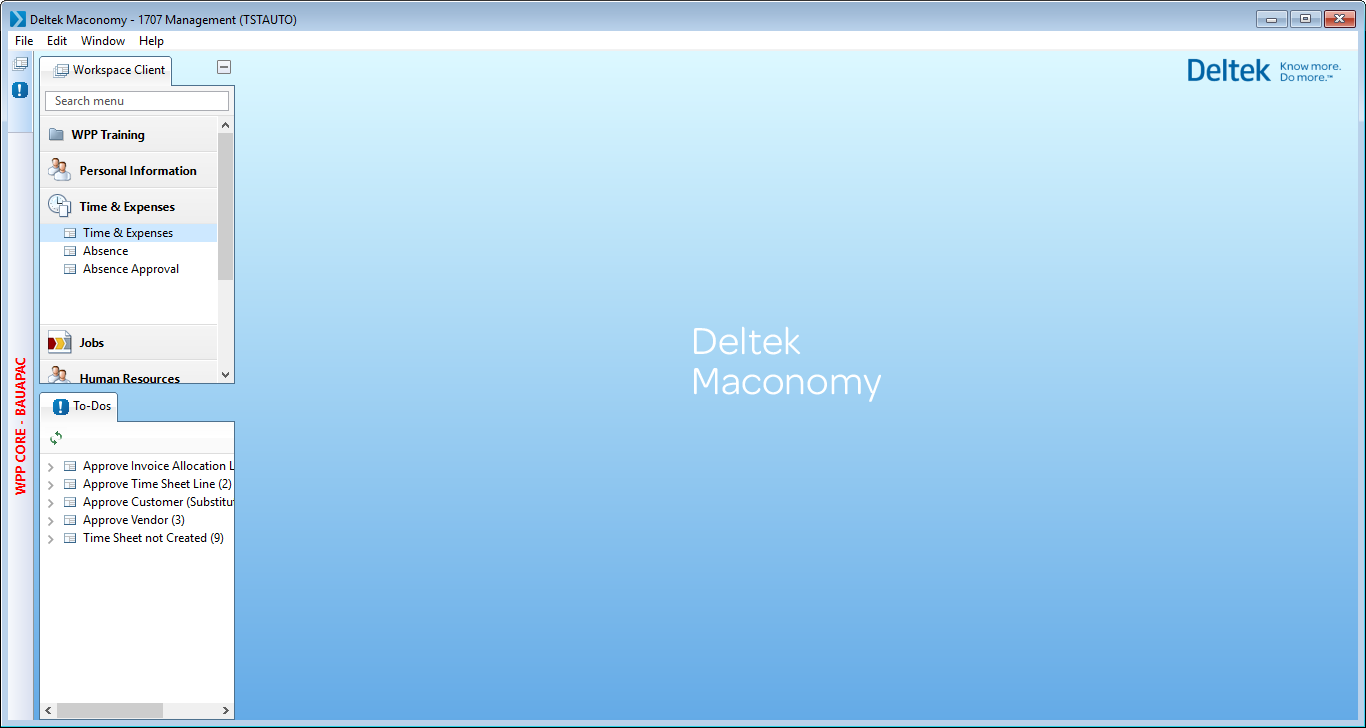 Deltek Maconomy - 1707 Management (TSTAUTO)
File Edit Window Help
WPP CORE - BAUAPAC
Workspace Client
Search menu
WPP Training
Personal Information
Time & Expenses
Time & Expenses
Absence
Absence Approval
Jobs
Human Resources
To-Dos
Approve Invoice Allocation L
Approve Time Sheet Line (2)
Approve Customer (Substitu
Approve Vendor (3)
Time Sheet not Created (9)
Deltek
Know more.
Do more.™
Deltek
Maconomy